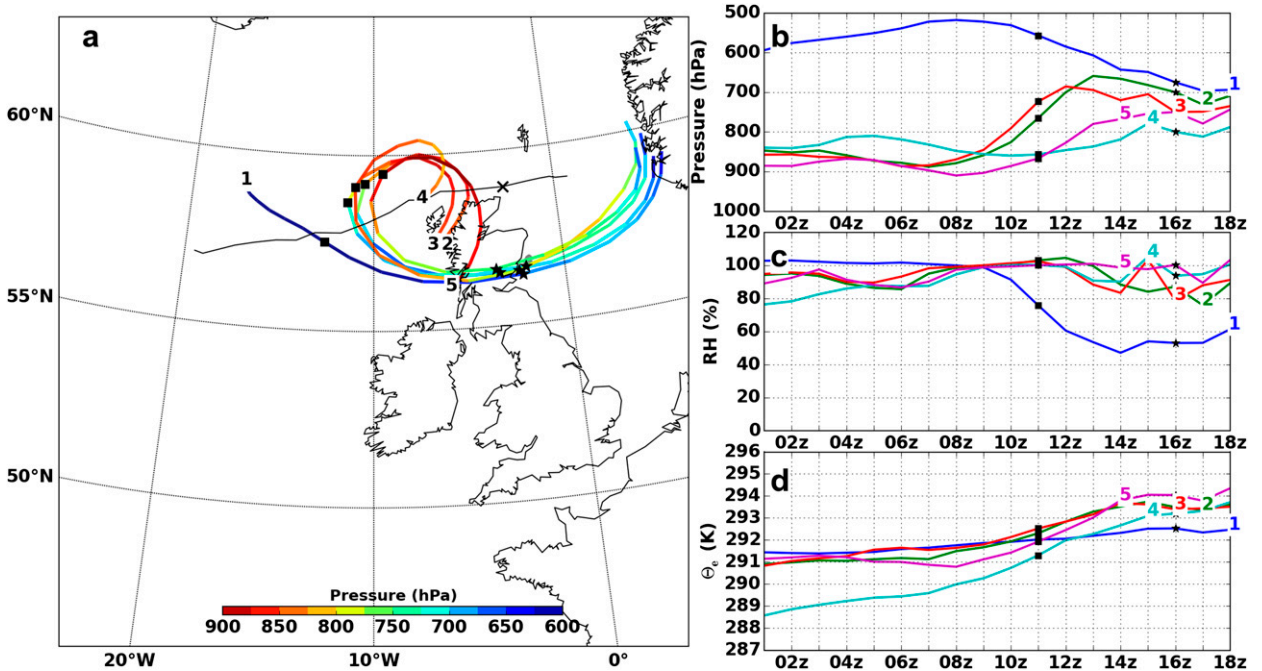 a
60°N
55°N
50°N
20°W
10°W
0°
1
4
3 2
5
Pressure (hPa)
900 850 800 750 700 650 600
b
Pressure (hPa)
500
600
700
800
900
1000
1
2
3
5
4
02z 04z 06z 08z 10z 12z 14z 16z 18z
c
RH (%)
120
100
80
60
40
20
0
5
4
3
2
1
02z 04z 06z 08z 10z 12z 14z 16z 18z
d
Θe (K)
296
295
294
293
292
291
290
289
288
287
5
3
2
4
1
02z 04z 06z 08z 10z 12z 14z 16z 18z